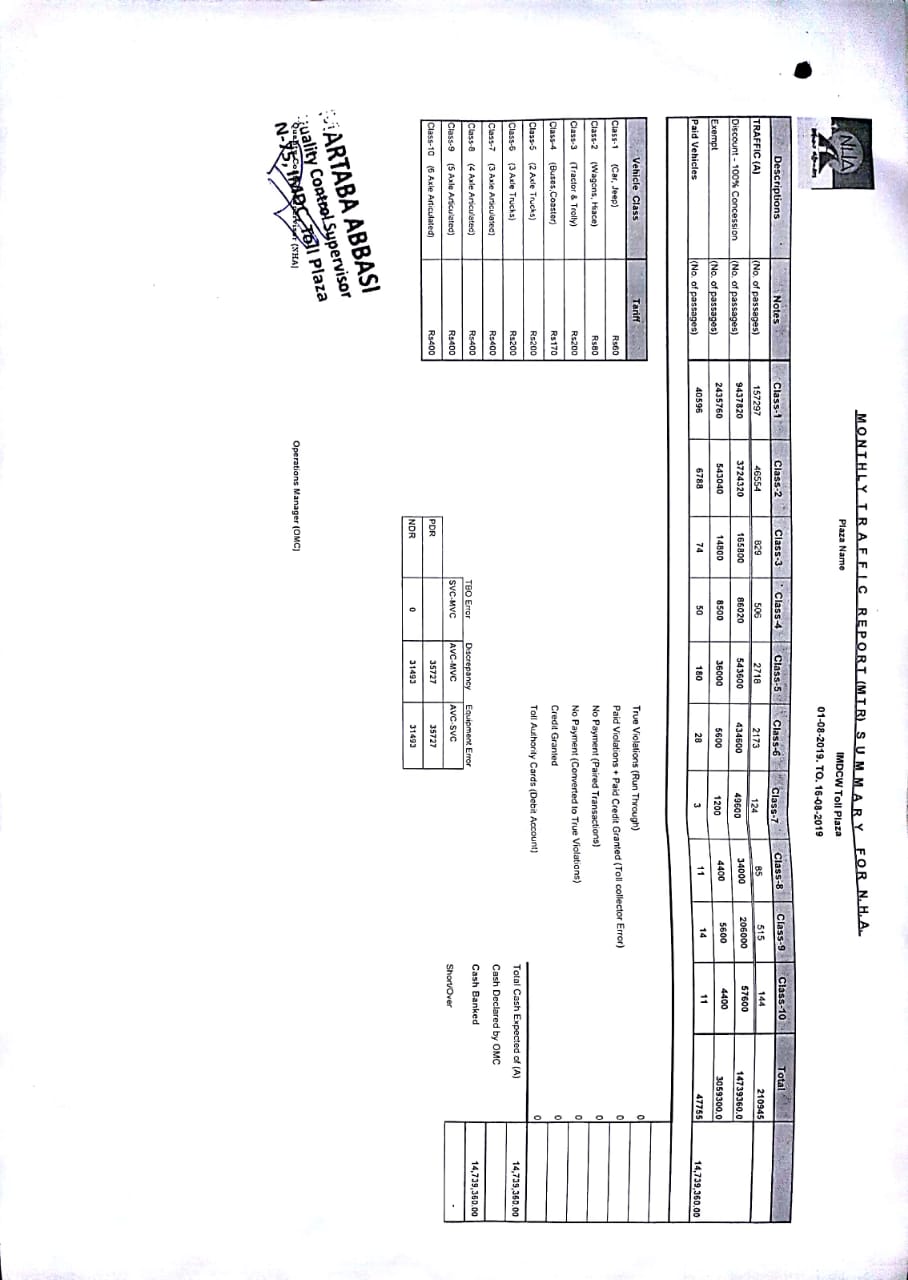 NHA
MONTHLY TRAFFIC REPORT (MTR) SUMMARY FOR N.H.A.
Plaza Name IMDCW Toll Plaza
01-08-2019. TO. 16-08-2019
Descriptions Notes Class-1 Class-2 Class-3 Class-4 Class-5 Class-6 Class-7 Class-8 Class-9 Class-10 Total
TRAFFIC (A) (No. of passages) 157297 46554 829 506 2718 2173 124 85 515 144 210945
Discount - 100% Concession (No. of passages) 9437820 3724320 165800 86020 543600 434600 49600 34000 206000 57600 14739360.0
Exempt (No. of passages) 2435760 543040 14800 8500 36000 5600 1200 4400 5600 4400 3059300.0
Paid Vehicles (No. of passages) 40596 6788 74 50 180 28 3 11 14 11 47755 14,739,360.00
Vehicle Class Tariff
Class-1 (Car, Jeep) Rs60
Class-2 (Wagons, Hiace) Rs80
Class-3 (Tractor & Trolly) Rs200
Class-4 (Buses,Coaster) Rs170
Class-5 (2 Axle Trucks) Rs200
Class-6 (3 Axle Trucks) Rs200
Class-7 (3 Axle Articulated) Rs400
Class-8 (4 Axle Articulated) Rs400
Class-9 (5 Axle Articulated) Rs400
Class-10 (6 Axle Articulated) Rs400
True Violations (Run Through) 0
Paid Violations + Paid Credit Granted (Toll collector Error) 0
No Payment (Paired Transactions) 0
No Payment (Converted to True Violations) 0
Credit Granted 0
Toll Authority Cards (Debit Account) 0
Total Cash Expected of (A) 14,739,360.00
Cash Declared by OMC
Cash Banked 14,739,360.00
Short/Over -
TBO Error Discrepancy Equipment Error
SVC-MVC AVC-MVC AVC-SVC
PDR 35727 35727
NDR 0 31493 31493
ARTABA ABBASI
Quality Control Supervisor
Toll Plaza
(NHA)
Operations Manager (OMC)